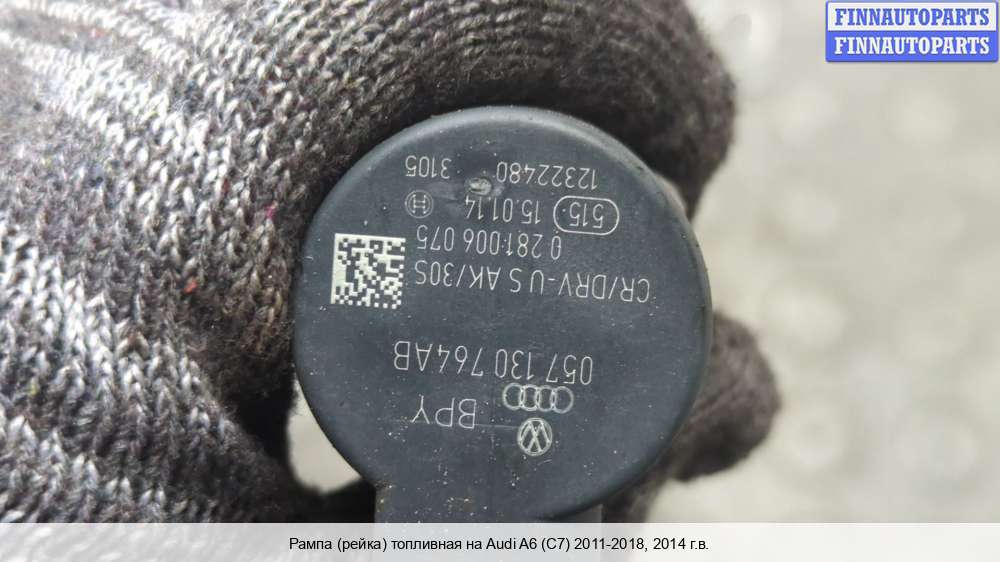 FINNAUTOPARTS
FINNAUTOPARTS
BPY
057 130 764AB
CR/DRV-U S AK/30S
0 281 006 075
515 15.01.14
12322480 3105
Рампа (рейка) топливная на Audi A6 (C7) 2011-2018, 2014 г.в.